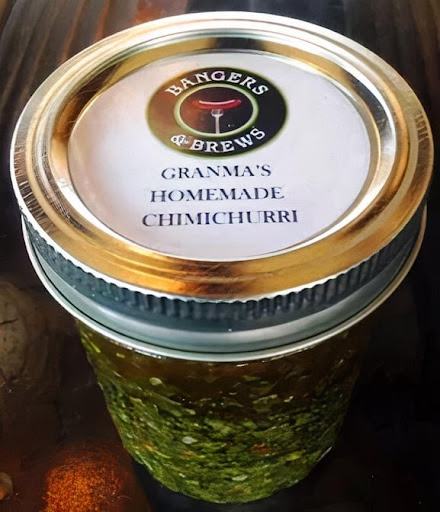 BANGERS
& BREWS
GRANMA'S
HOMEMADE
CHIMICHURRI